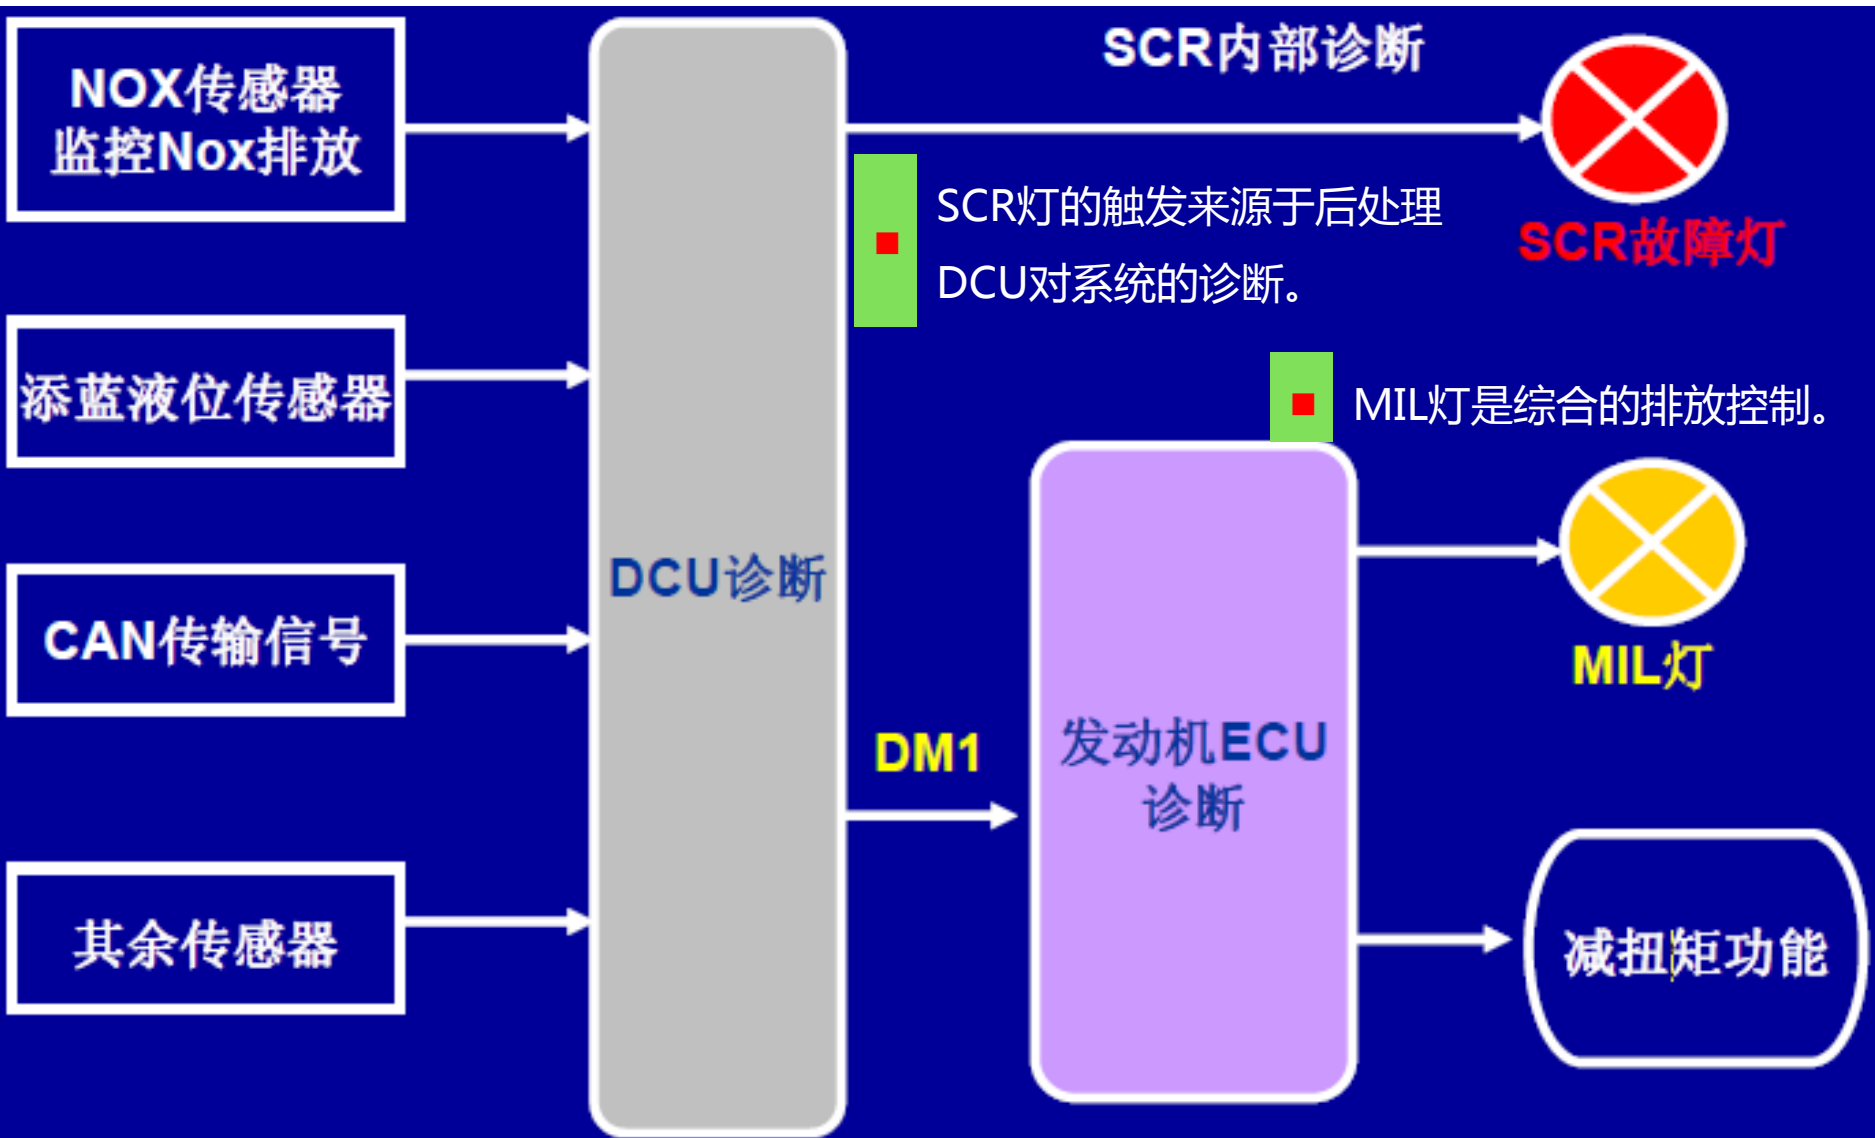 NOX传感器
监控Nox排放
添蓝液位传感器
CAN传输信号
其余传感器
DCU诊断
SCR内部诊断
SCR故障灯
SCR灯的触发来源于后处理
DCU对系统的诊断。
MIL灯是综合的排放控制。
MIL灯
DM1
发动机ECU
诊断
减扭矩功能